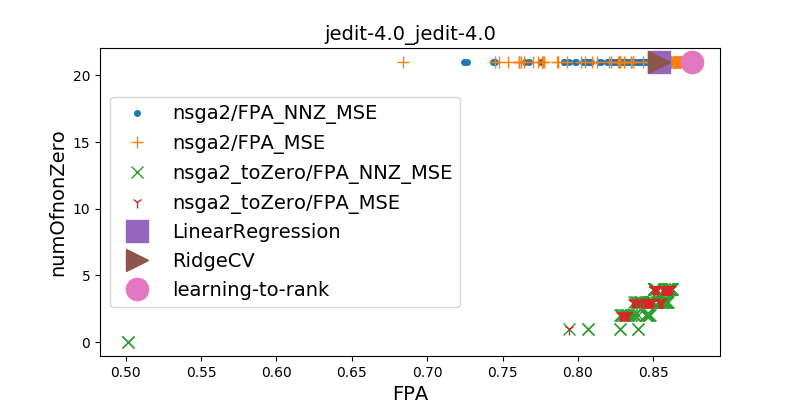 jedit-4.0_jedit-4.0
numOfnonZero
20
15
10
5
0
nsga2/FPA_NNZ_MSE
nsga2/FPA_MSE
nsga2_toZero/FPA_NNZ_MSE
nsga2_toZero/FPA_MSE
LinearRegression
RidgeCV
learning-to-rank
0.50 0.55 0.60 0.65 0.70 0.75 0.80 0.85
FPA